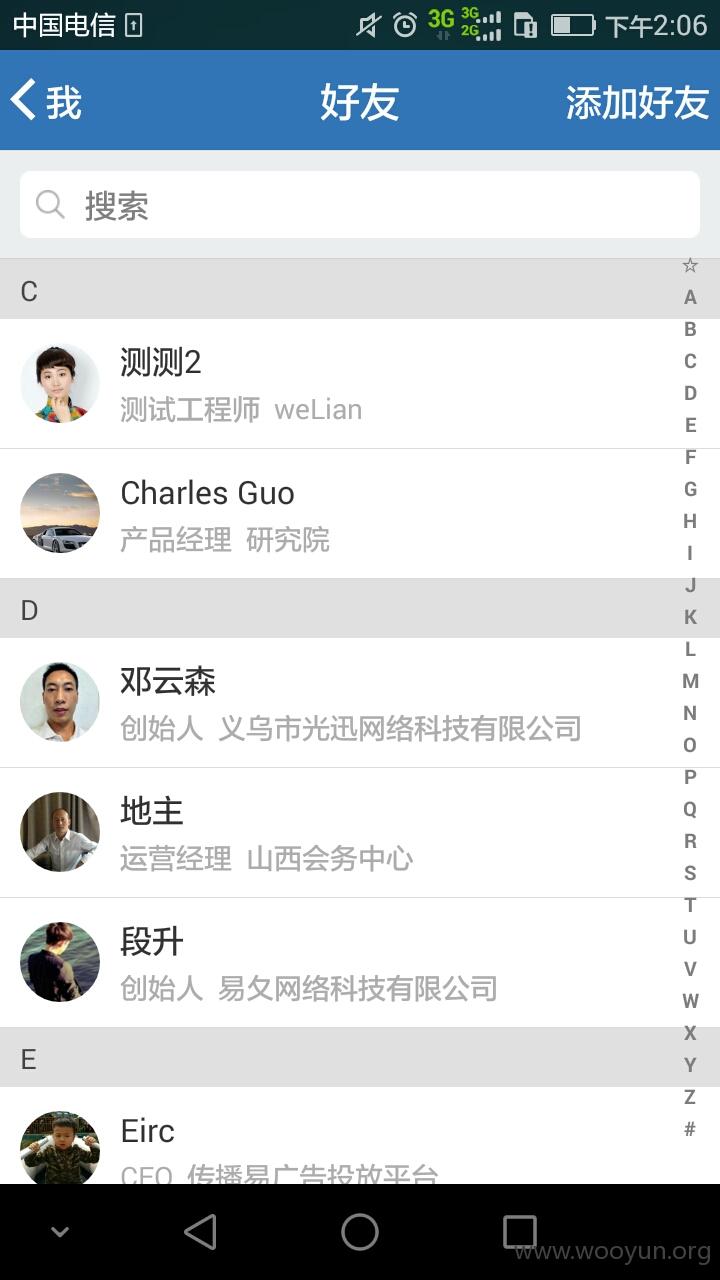 中国电信 3G 3G 2G 下午2:06
我 好友 添加好友
搜索
☆
C
A
B
测测2
C
测试工程师 weLian
D
E
F
Charles Guo
G
H
产品经理 研究院
I
J
D
K
L
邓云森
M
创始人 义乌市光迅网络科技有限公司
N
O
P
地主
Q
R
运营经理 山西会务中心
S
T
段升
U
V
创始人 易夂网络科技有限公司
W
X
E
Y
Z
Eirc
#
CEO 传播易广告投放平台
www.wooyun.org